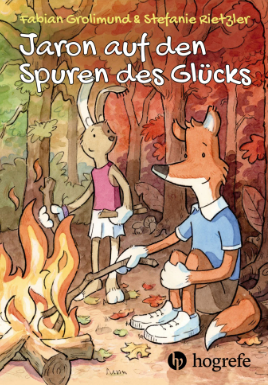 Fabian Grolimund & Stefanie Rietzler
Jaron auf den
Spuren des Glücks
hogrefe